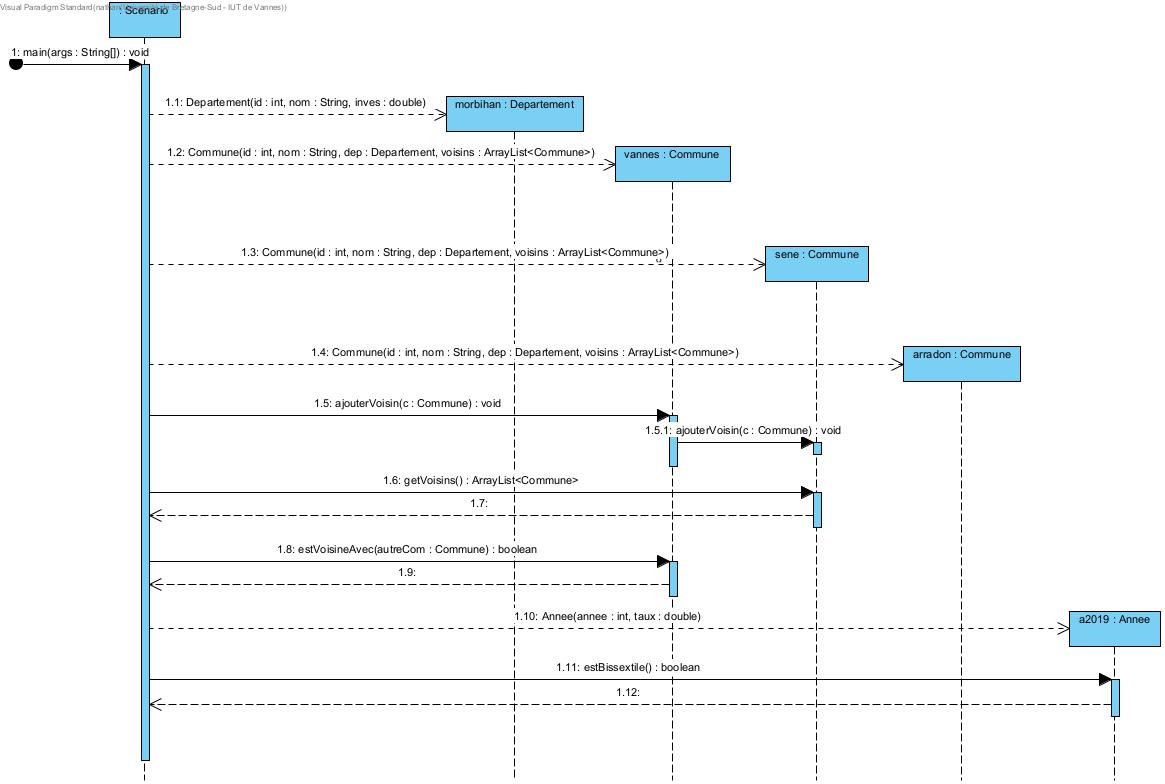 Visual Paradigm Standard(nathan(Université de Bretagne-Sud - IUT de Vannes))
: Scenario
1: main(args : String[]) : void
1.1: Departement(id : int, nom : String, inves : double)
morbihan : Departement
1.2: Commune(id : int, nom : String, dep : Departement, voisins : ArrayList<Commune>)
vannes : Commune
1.3: Commune(id : int, nom : String, dep : Departement, voisins : ArrayList<Commune>)
sene : Commune
1.4: Commune(id : int, nom : String, dep : Departement, voisins : ArrayList<Commune>)
arradon : Commune
1.5: ajouterVoisin(c : Commune) : void
1.5.1: ajouterVoisin(c : Commune) : void
1.6: getVoisins() : ArrayList<Commune>
1.7:
1.8: estVoisineAvec(autreCom : Commune) : boolean
1.9:
1.10: Annee(annee : int, taux : double)
a2019 : Annee
1.11: estBissextile() : boolean
1.12: